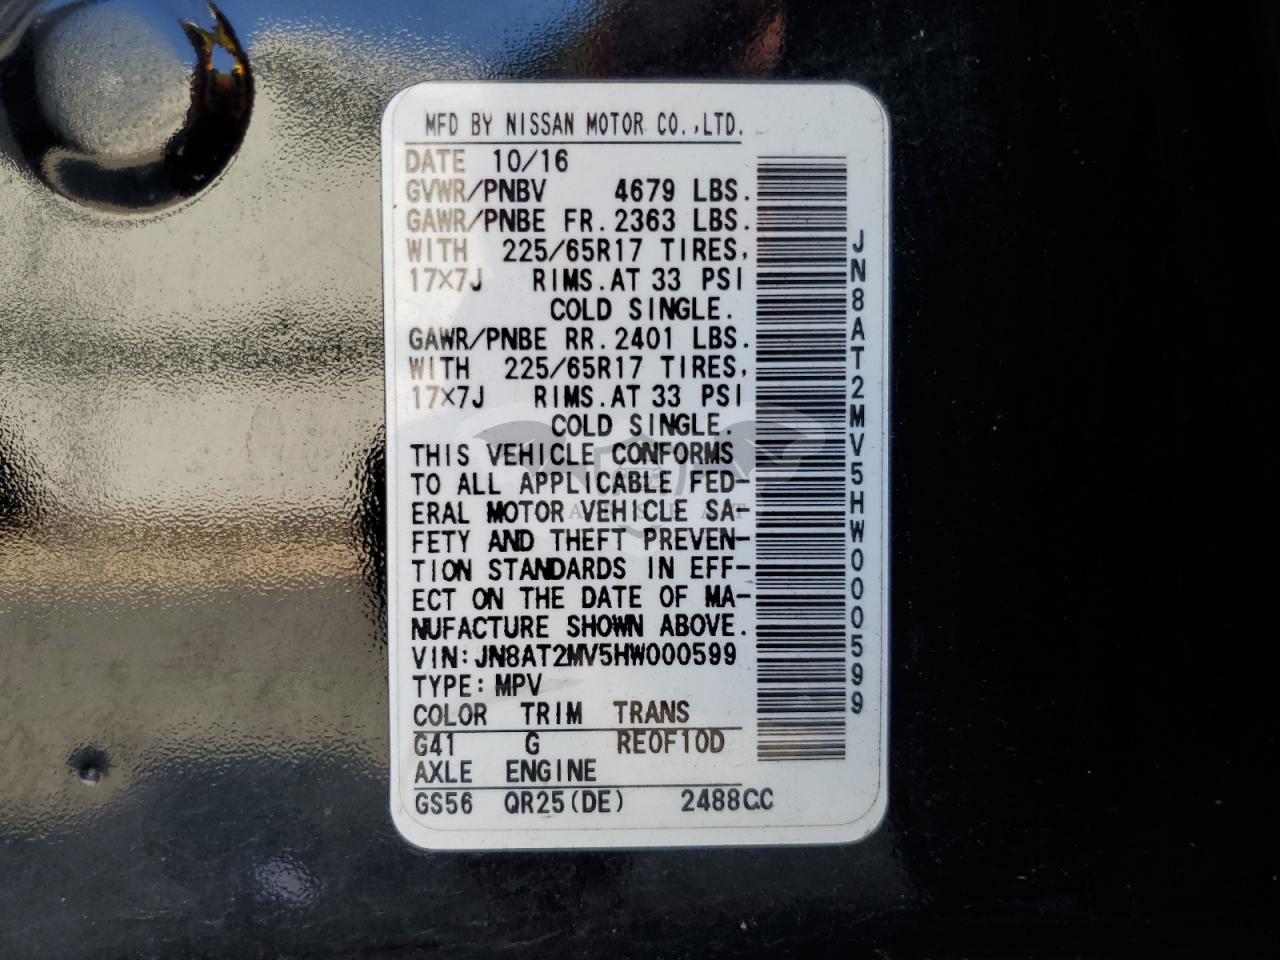 MFD BY NISSAN MOTOR CO.,LTD.
DATE 10/16
GVWR/PNBV 4679 LBS.
GAWR/PNBE FR.2363 LBS.
WITH 225/65R17 TIRES,
17×7J RIMS.AT 33 PSI
COLD SINGLE.
GAWR/PNBE RR.2401 LBS.
WITH 225/65R17 TIRES,
17×7J RIMS.AT 33 PSI
COLD SINGLE.
THIS VEHICLE CONFORMS
TO ALL APPLICABLE FED-
ERAL MOTOR VEHICLE SA-
FETY AND THEFT PREVEN-
TION STANDARDS IN EFF-
ECT ON THE DATE OF MA-
NUFACTURE SHOWN ABOVE.
VIN:JN8AT2MV5HW000599
TYPE:MPV
COLOR TRIM TRANS
G41 G RE0F10D
AXLE ENGINE
GS56 QR25(DE) 2488CC
JN8AT2MV5HW000599